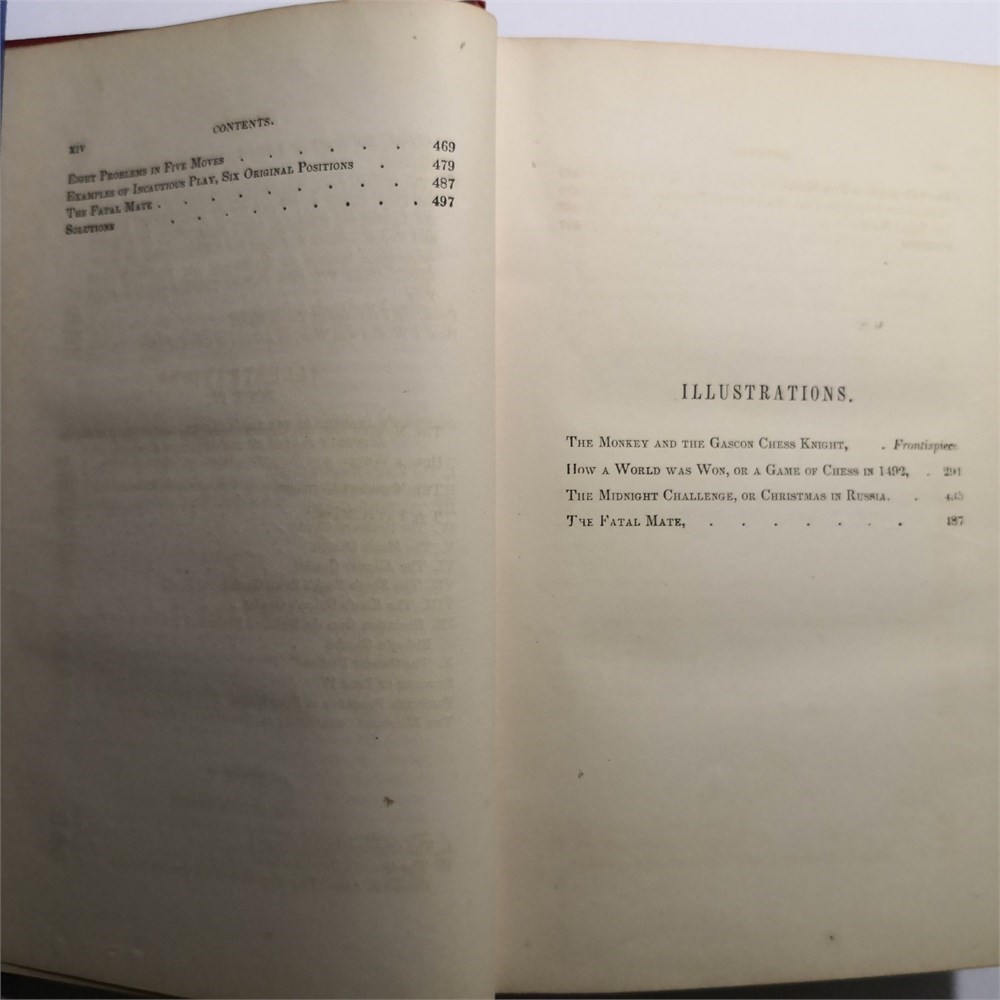 xiv
CONTENTS.
Eight Problems in Five Moves . . . . . . 469
Examples of Incautious Play, Six Original Positions . 479
The Fatal Mate . . . . . . . . 487
Solutions . . . . . . . . . 497
ILLUSTRATIONS.
The Monkey and the Gascon Chess Knight, . Frontispiece
How a World was Won, or a Game of Chess in 1492, . 291
The Midnight Challenge, or Christmas in Russia. .
The Fatal Mate, . . . . . . . 487